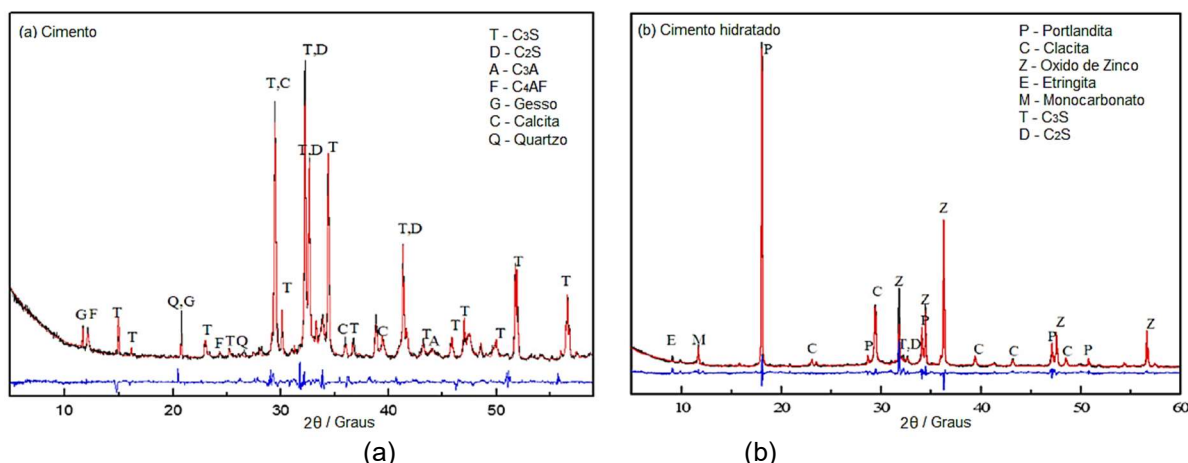 (a) Cimento
T - C3S
D - C2S
A - C3A
F - C4AF
G - Gesso
C - Calcita
Q - Quartzo
T,D
T,C
T,D
T
T,D
T
T
G F
T
T
Q,G
T
F
T
Q
T
C
T
C
T
A
T
T
T
10
20
30
40
50
2θ / Graus
(a)
(b) Cimento hidratado
P - Portlandita
C - Clacita
Z - Oxido de Zinco
E - Etringita
M - Monocarbonato
T - C3S
D - C2S
P
Z
C
Z
Z
P
E
M
C
P
T,D
C
C
P
Z
C
P
Z
10
20
30
40
50
60
2θ / Graus
(b)